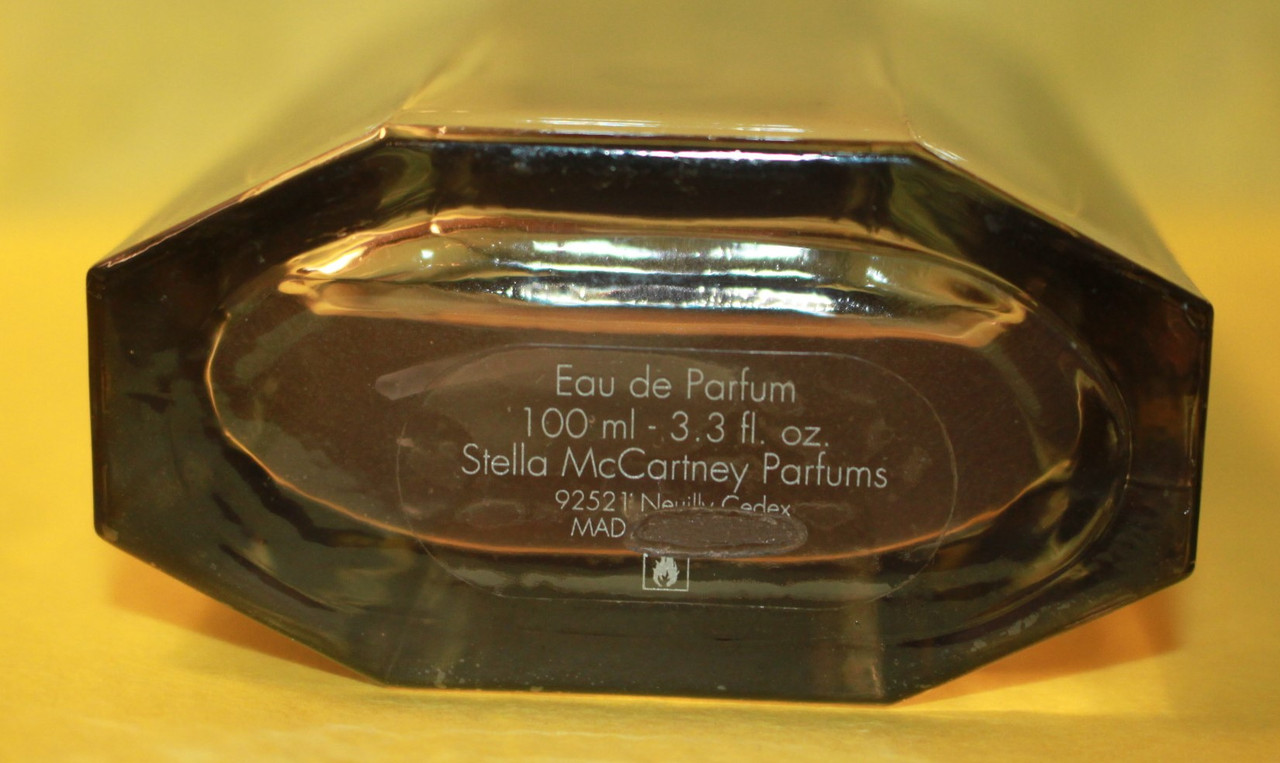 Eau de Parfum
100 ml - 3.3 fl. oz.
Stella McCartney Parfums
92521 Neuilly Cedex
MAD